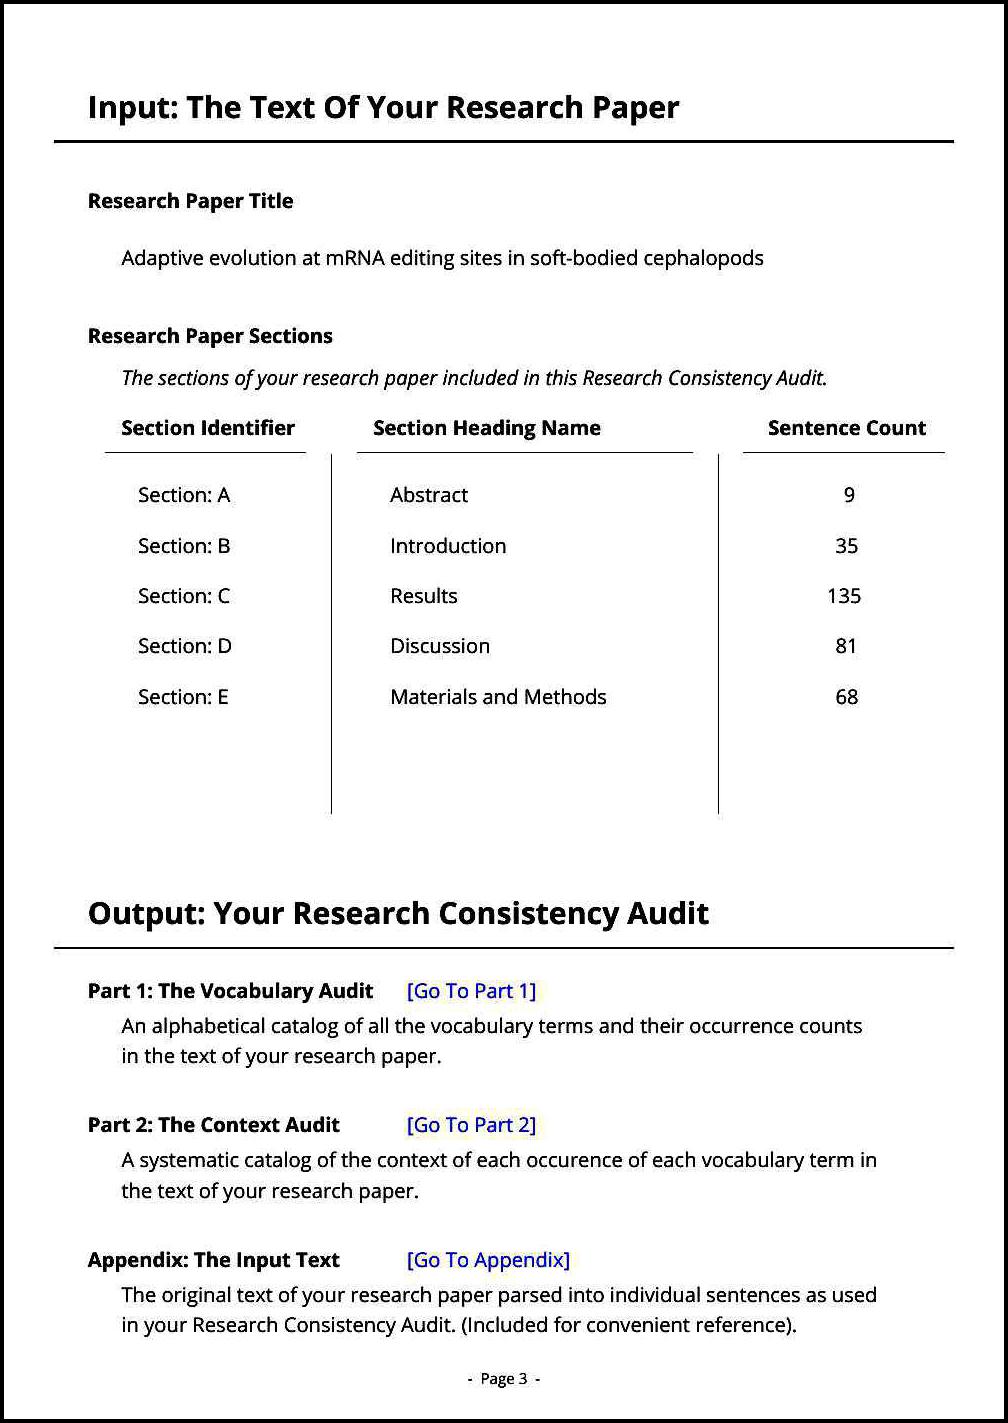 Input: The Text Of Your Research Paper
Research Paper Title
Adaptive evolution at mRNA editing sites in soft-bodied cephalopods
Research Paper Sections
The sections of your research paper included in this Research Consistency Audit.
Section Identifier Section Heading Name Sentence Count
Section: A Abstract 9
Section: B Introduction 35
Section: C Results 135
Section: D Discussion 81
Section: E Materials and Methods 68
Output: Your Research Consistency Audit
Part 1: The Vocabulary Audit [Go To Part 1]
An alphabetical catalog of all the vocabulary terms and their occurrence counts
in the text of your research paper.
Part 2: The Context Audit [Go To Part 2]
A systematic catalog of the context of each occurence of each vocabulary term in
the text of your research paper.
Appendix: The Input Text [Go To Appendix]
The original text of your research paper parsed into individual sentences as used
in your Research Consistency Audit. (Included for convenient reference).
- Page 3 -